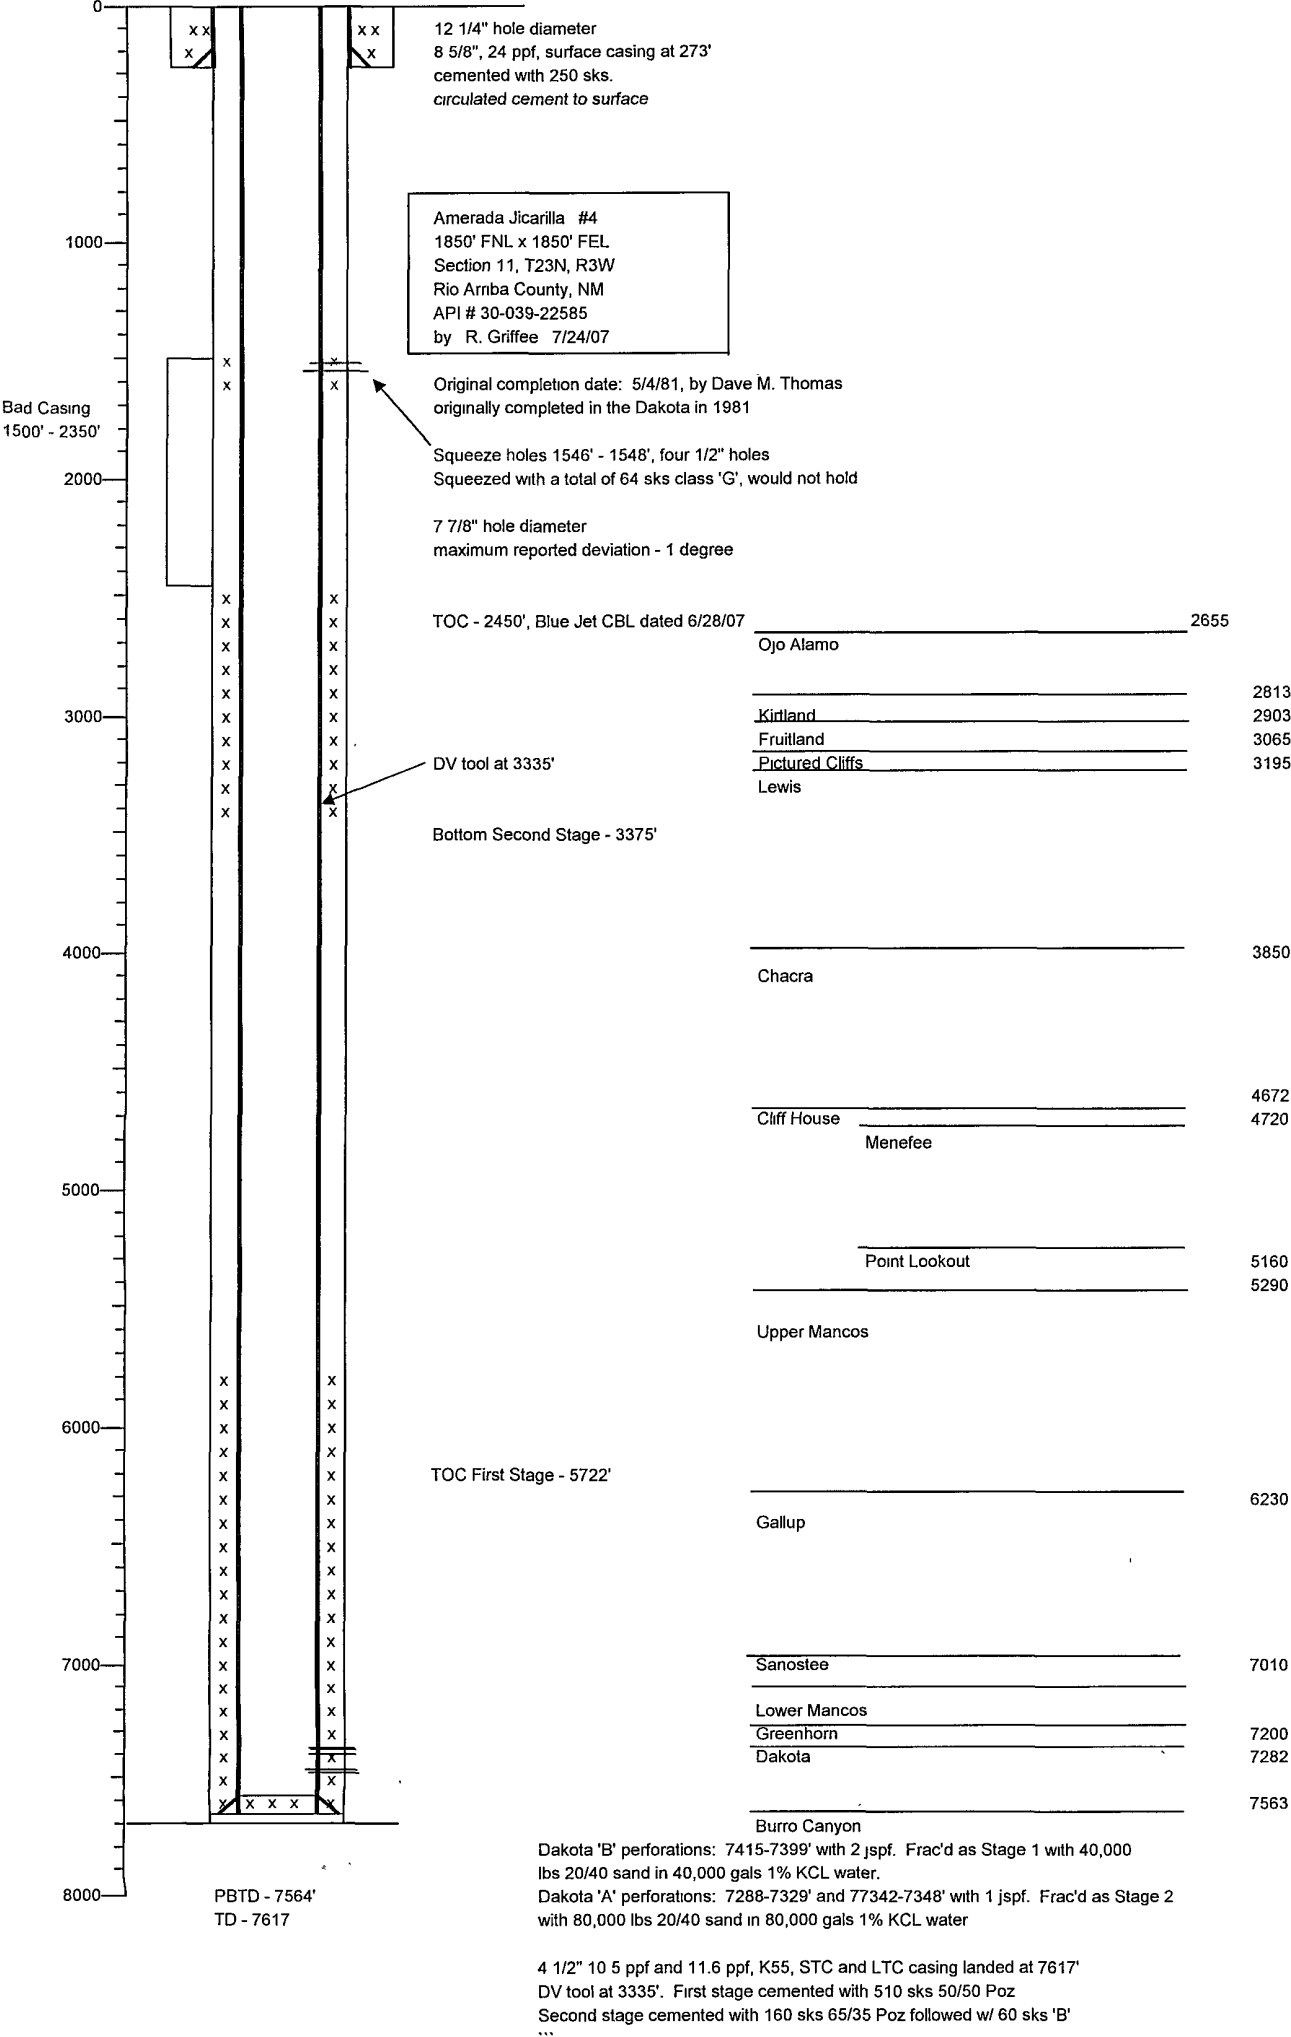 0
12 1/4" hole diameter
8 5/8", 24 ppf, surface casing at 273'
cemented with 250 sks.
circulated cement to surface
xx
xx
x
x
Amerada Jicarilla #4
1850' FNL x 1850' FEL
Section 11, T23N, R3W
Rio Arriba County, NM
API # 30-039-22585
by R. Griffee 7/24/07
1000
x
x
x
x
Original completion date: 5/4/81, by Dave M. Thomas
originally completed in the Dakota in 1981
Bad Casing
1500' - 2350'
Squeeze holes 1546' - 1548', four 1/2" holes
Squeezed with a total of 64 sks class 'G', would not hold
2000
7 7/8" hole diameter
maximum reported deviation - 1 degree
x x
TOC - 2450', Blue Jet CBL dated 6/28/07
2655
x x
Ojo Alamo
x x
x x
2813
x x
3000
Kirtland
2903
x x
Fruitland
3065
x x
DV tool at 3335'
Pictured Cliffs
3195
x x
Lewis
x x
x x
Bottom Second Stage - 3375'
4000
3850
Chacra
4672
Cliff House
4720
Menefee
5000
Point Lookout
5160
5290
Upper Mancos
x x
x x
6000
x x
x x
TOC First Stage - 5722'
x x
6230
x x
Gallup
x x
x x
x x
x x
x x
x x
7000
x x
Sanostee
7010
x x
Lower Mancos
x x
Greenhorn
7200
x x
Dakota
7282
x x
x x
7563
x x x x x
Burro Canyon
Dakota 'B' perforations: 7415-7399' with 2 jspf. Frac'd as Stage 1 with 40,000
lbs 20/40 sand in 40,000 gals 1% KCL water.
8000
PBTD - 7564'
TD - 7617
Dakota 'A' perforations: 7288-7329' and 77342-7348' with 1 jspf. Frac'd as Stage 2
with 80,000 lbs 20/40 sand in 80,000 gals 1% KCL water
4 1/2" 10 5 ppf and 11.6 ppf, K55, STC and LTC casing landed at 7617'
DV tool at 3335'. First stage cemented with 510 sks 50/50 Poz
Second stage cemented with 160 sks 65/35 Poz followed w/ 60 sks 'B'